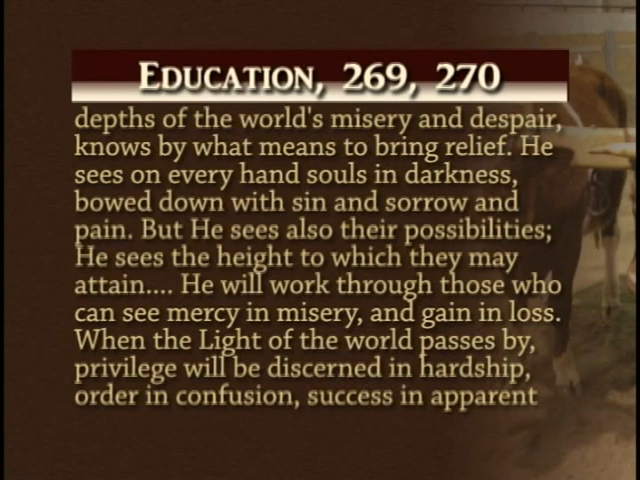 EDUCATION, 269, 270
depths of the world's misery and despair,
knows by what means to bring relief. He
sees on every hand souls in darkness,
bowed down with sin and sorrow and
pain. But He sees also their possibilities;
He sees the height to which they may
attain.... He will work through those who
can see mercy in misery, and gain in loss.
When the Light of the world passes by,
privilege will be discerned in hardship,
order in confusion, success in apparent